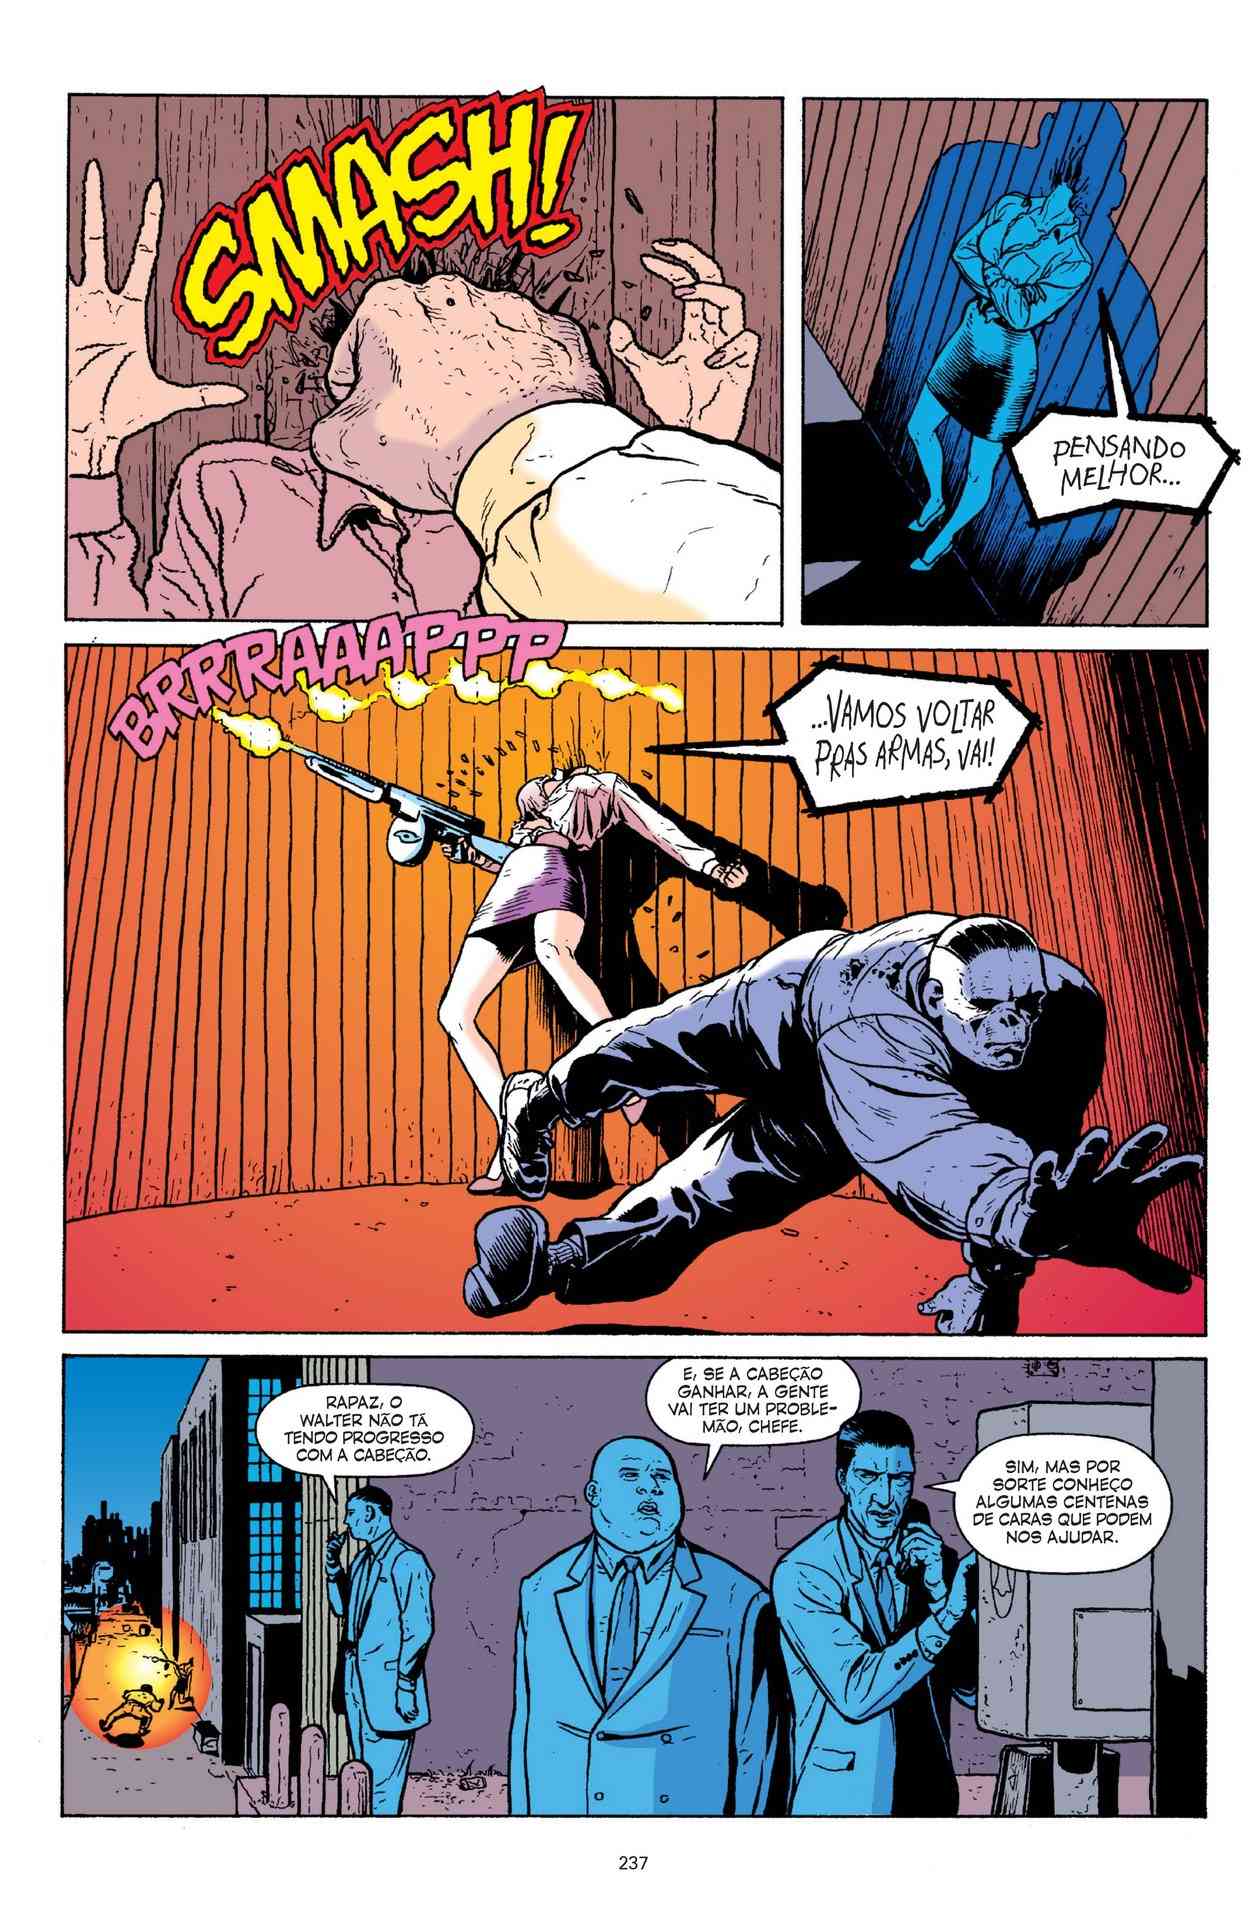 SMASH!
PENSANDO
MELHOR...
BRRRAAAAPPPP
...VAMOS VOLTAR
PRAS ARMAS, VAI!
RAPAZ, O
WALTER NÃO TÁ
TENDO PROGRESSO
COM A CABEÇÃO.
E, SE A CABEÇÃO
GANHAR, A GENTE
VAI TER UM PROBLE-
MÃO, CHEFE.
SIM, MAS POR
SORTE CONHEÇO
ALGUMAS CENTENAS
DE CARAS QUE PODEM
NOS AJUDAR.
237